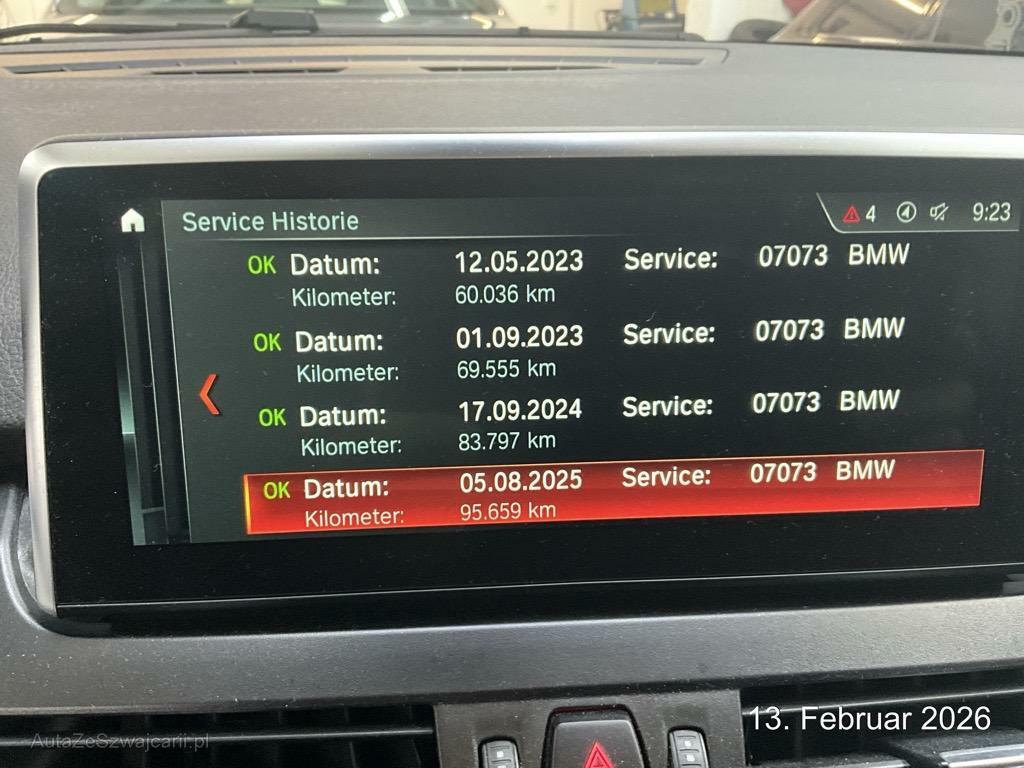 Service Historie
4
9:23
OK Datum: 12.05.2023 Service: 07073 BMW
Kilometer: 60.036 km
OK Datum: 01.09.2023 Service: 07073 BMW
Kilometer: 69.555 km
OK Datum: 17.09.2024 Service: 07073 BMW
Kilometer: 83.797 km
OK Datum: 05.08.2025 Service: 07073 BMW
Kilometer: 95.659 km
13. Februar 2026
AutaZeSzwajcarii.pl